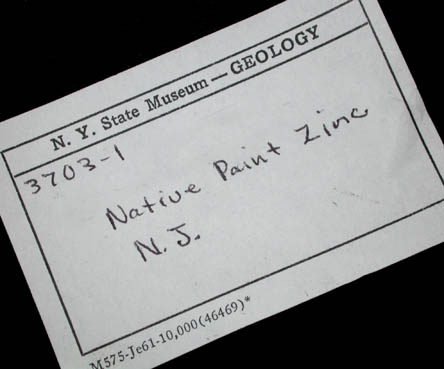 N. Y. State Museum — GEOLOGY
3703-1
Native Paint Zinc
N.J.
M575-Je61-10,000(46469)*